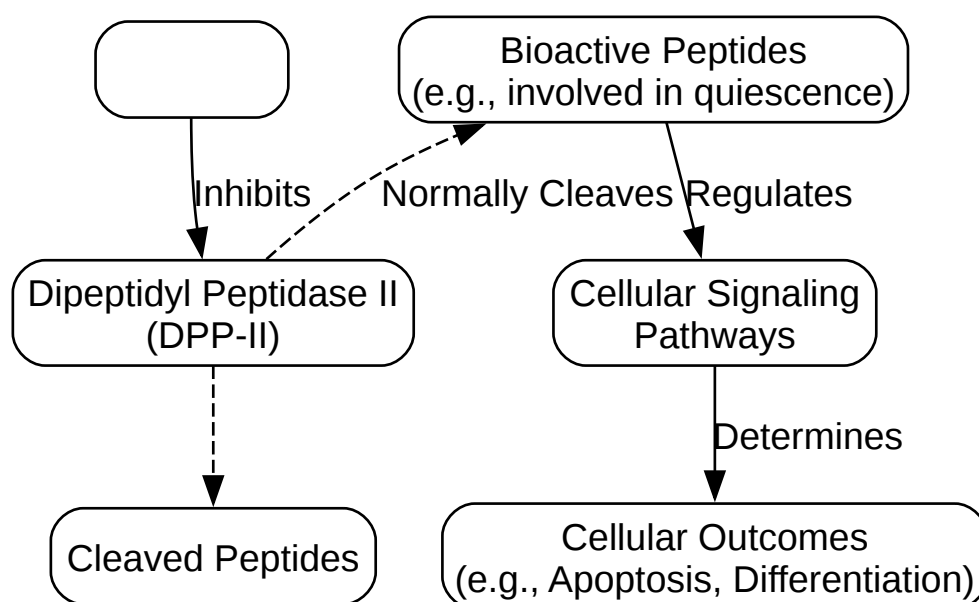 Bioactive Peptides
(e.g., involved in quiescence)
Inhibits
Normally Cleaves
Regulates
Dipeptidyl Peptidase II
(DPP-II)
Cellular Signaling
Pathways
Determines
Cleaved Peptides
Cellular Outcomes
(e.g., Apoptosis, Differentiation)